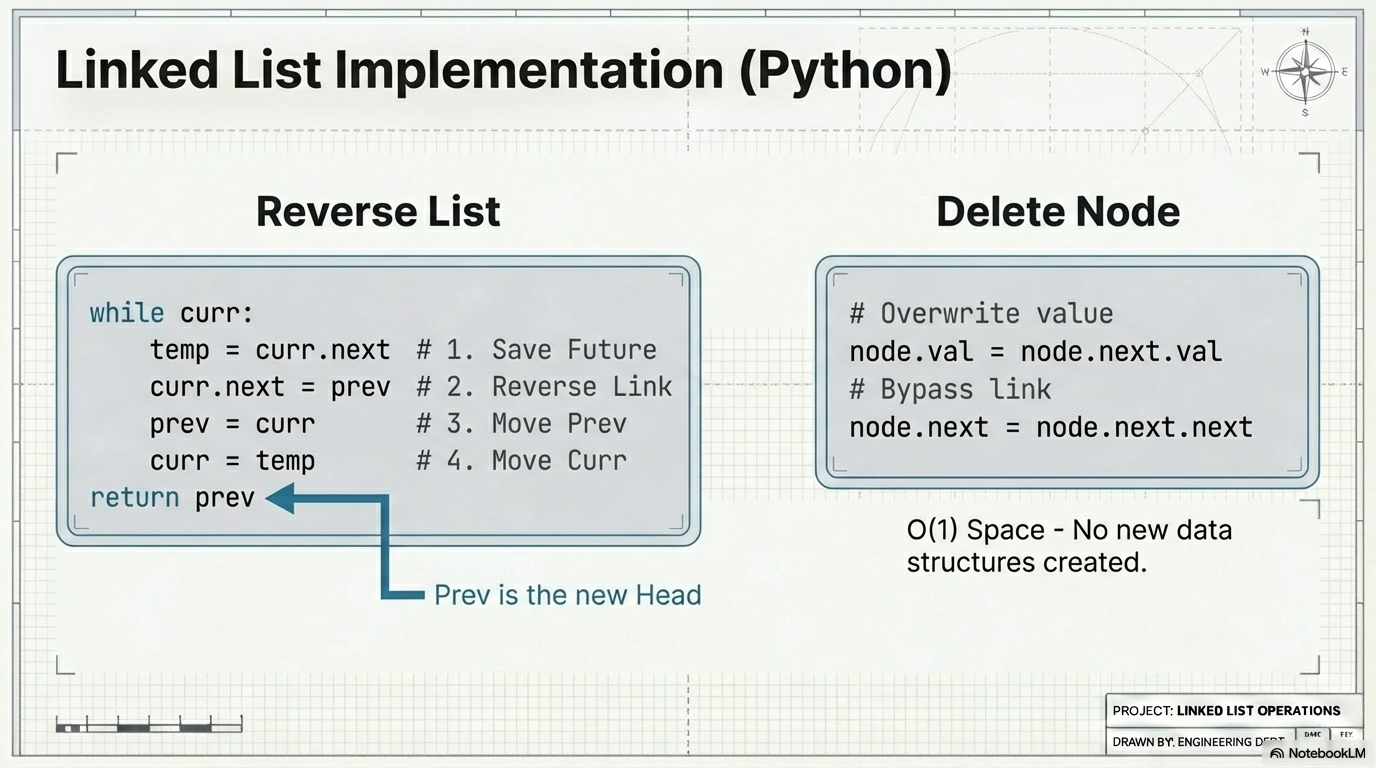 Linked List Implementation (Python)
N
W E
S
Reverse List
while curr:
    temp = curr.next # 1. Save Future
    curr.next = prev # 2. Reverse Link
    prev = curr # 3. Move Prev
    curr = temp # 4. Move Curr
return prev
Prev is the new Head
Delete Node
# Overwrite value
node.val = node.next.val
# Bypass link
node.next = node.next.next
O(1) Space - No new data
structures created.
PROJECT: LINKED LIST OPERATIONS
DRAWN BY: ENGINEERING
NotebookLM